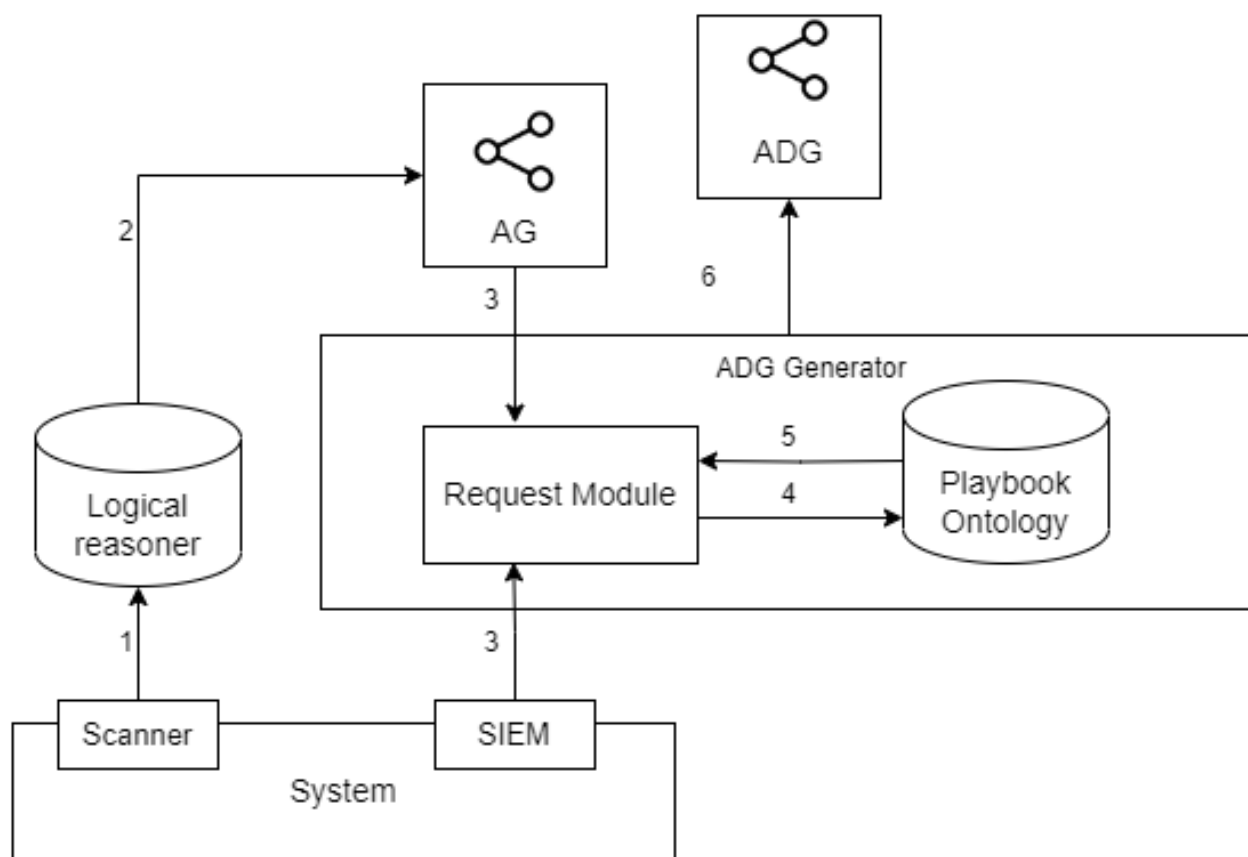 ADG
2
AG
6
3
ADG Generator
5
Request Module
4
Playbook
Ontology
Logical
reasoner
1
3
Scanner
SIEM
System